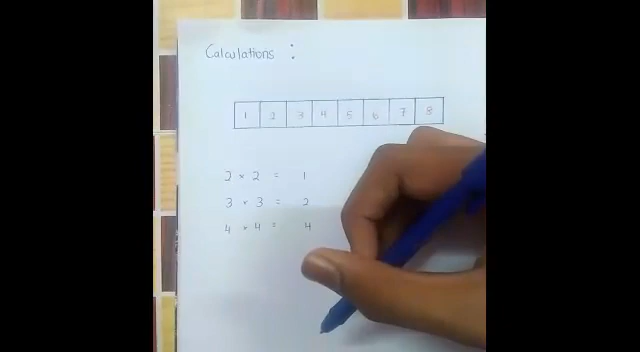 Calculations :
1 2 3 4 5 6 7 8
2 × 2 = 1
3 × 3 = 2
4 × 4 = 4